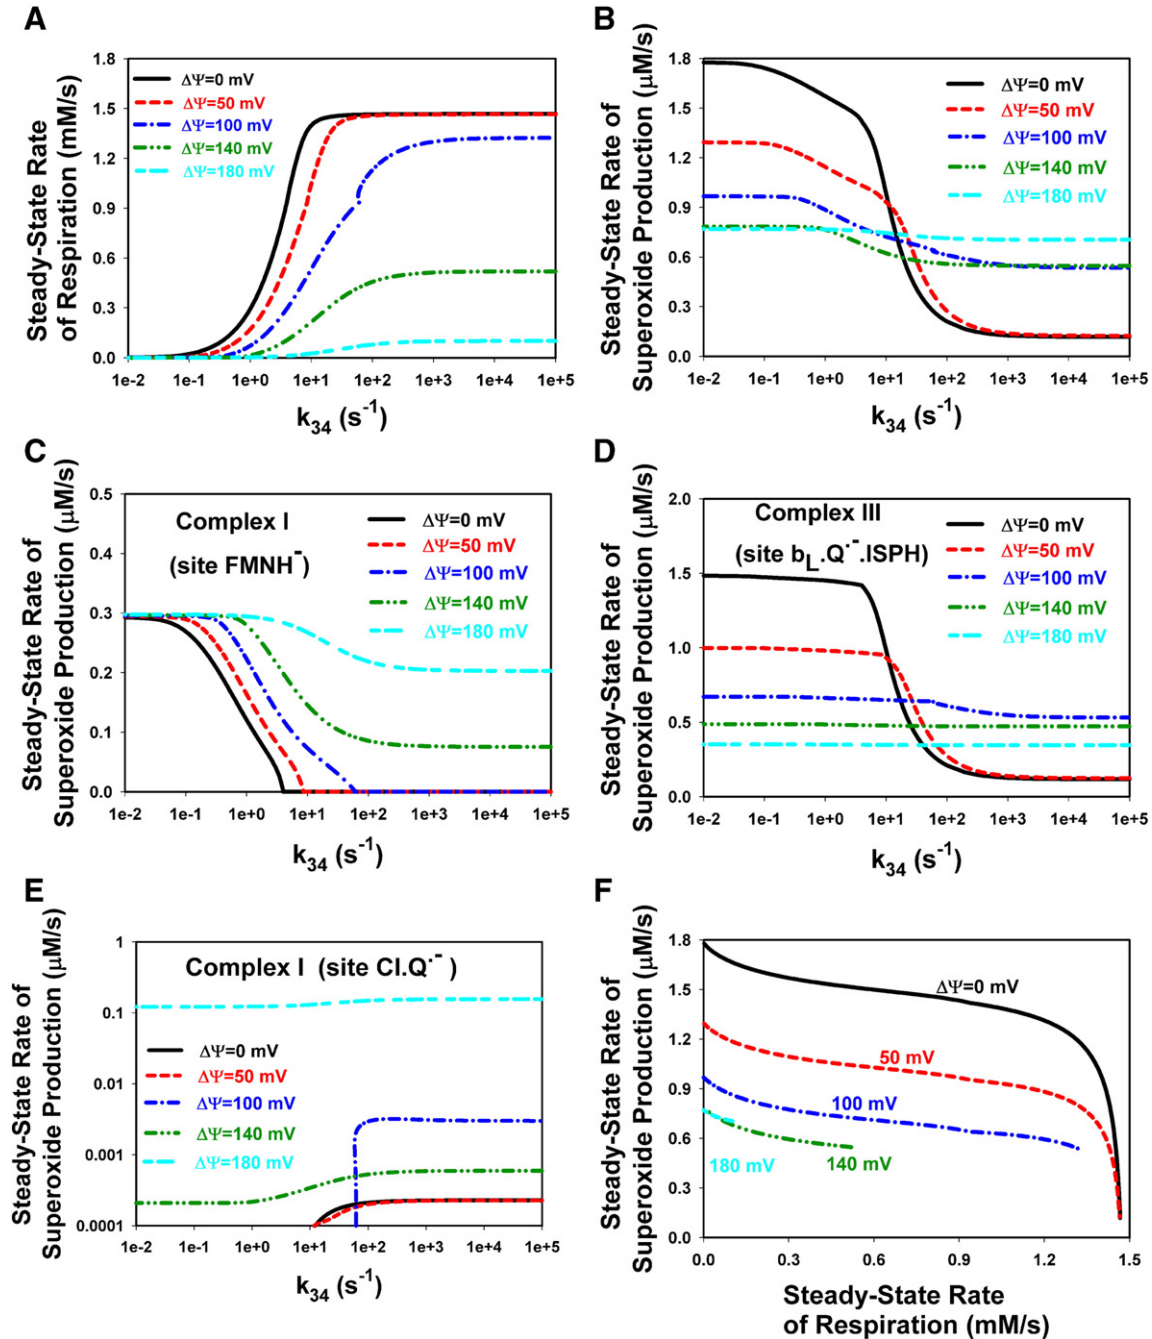 A
Steady-State Rate
of Respiration (mM/s)
1.8
1.5
1.2
0.9
0.6
0.3
0.0
ΔΨ=0 mV
ΔΨ=50 mV
ΔΨ=100 mV
ΔΨ=140 mV
ΔΨ=180 mV
1e-2 1e-1 1e+0 1e+1 1e+2 1e+3 1e+4 1e+5
k34 (s-1)
B
Steady-State Rate of
Superoxide Production (μM/s)
1.8
1.5
1.2
0.9
0.6
0.3
0.0
ΔΨ=0 mV
ΔΨ=50 mV
ΔΨ=100 mV
ΔΨ=140 mV
ΔΨ=180 mV
1e-2 1e-1 1e+0 1e+1 1e+2 1e+3 1e+4 1e+5
k34 (s-1)
C
Steady-State Rate of
Superoxide Production (μM/s)
0.5
0.4
0.3
0.2
0.1
0.0
Complex I
(site FMNH-)
ΔΨ=0 mV
ΔΨ=50 mV
ΔΨ=100 mV
ΔΨ=140 mV
ΔΨ=180 mV
1e-2 1e-1 1e+0 1e+1 1e+2 1e+3 1e+4 1e+5
k34 (s-1)
D
Steady-State Rate of
Superoxide Production (μM/s)
2.0
1.5
1.0
0.5
0.0
Complex III
(site bL.Q·-.ISPH)
ΔΨ=0 mV
ΔΨ=50 mV
ΔΨ=100 mV
ΔΨ=140 mV
ΔΨ=180 mV
1e-2 1e-1 1e+0 1e+1 1e+2 1e+3 1e+4 1e+5
k34 (s-1)
E
Steady-State Rate of
Superoxide Production (μM/s)
1
0.1
0.01
0.001
0.0001
Complex I (site CI.Q·- )
ΔΨ=0 mV
ΔΨ=50 mV
ΔΨ=100 mV
ΔΨ=140 mV
ΔΨ=180 mV
1e-2 1e-1 1e+0 1e+1 1e+2 1e+3 1e+4 1e+5
k34 (s-1)
F
Steady-State Rate of
Superoxide Production (μM/s)
1.8
1.5
1.2
0.9
0.6
0.3
0.0
ΔΨ=0 mV
50 mV
100 mV
180 mV
140 mV
0.0 0.3 0.6 0.9 1.2 1.5
Steady-State Rate
of Respiration (mM/s)